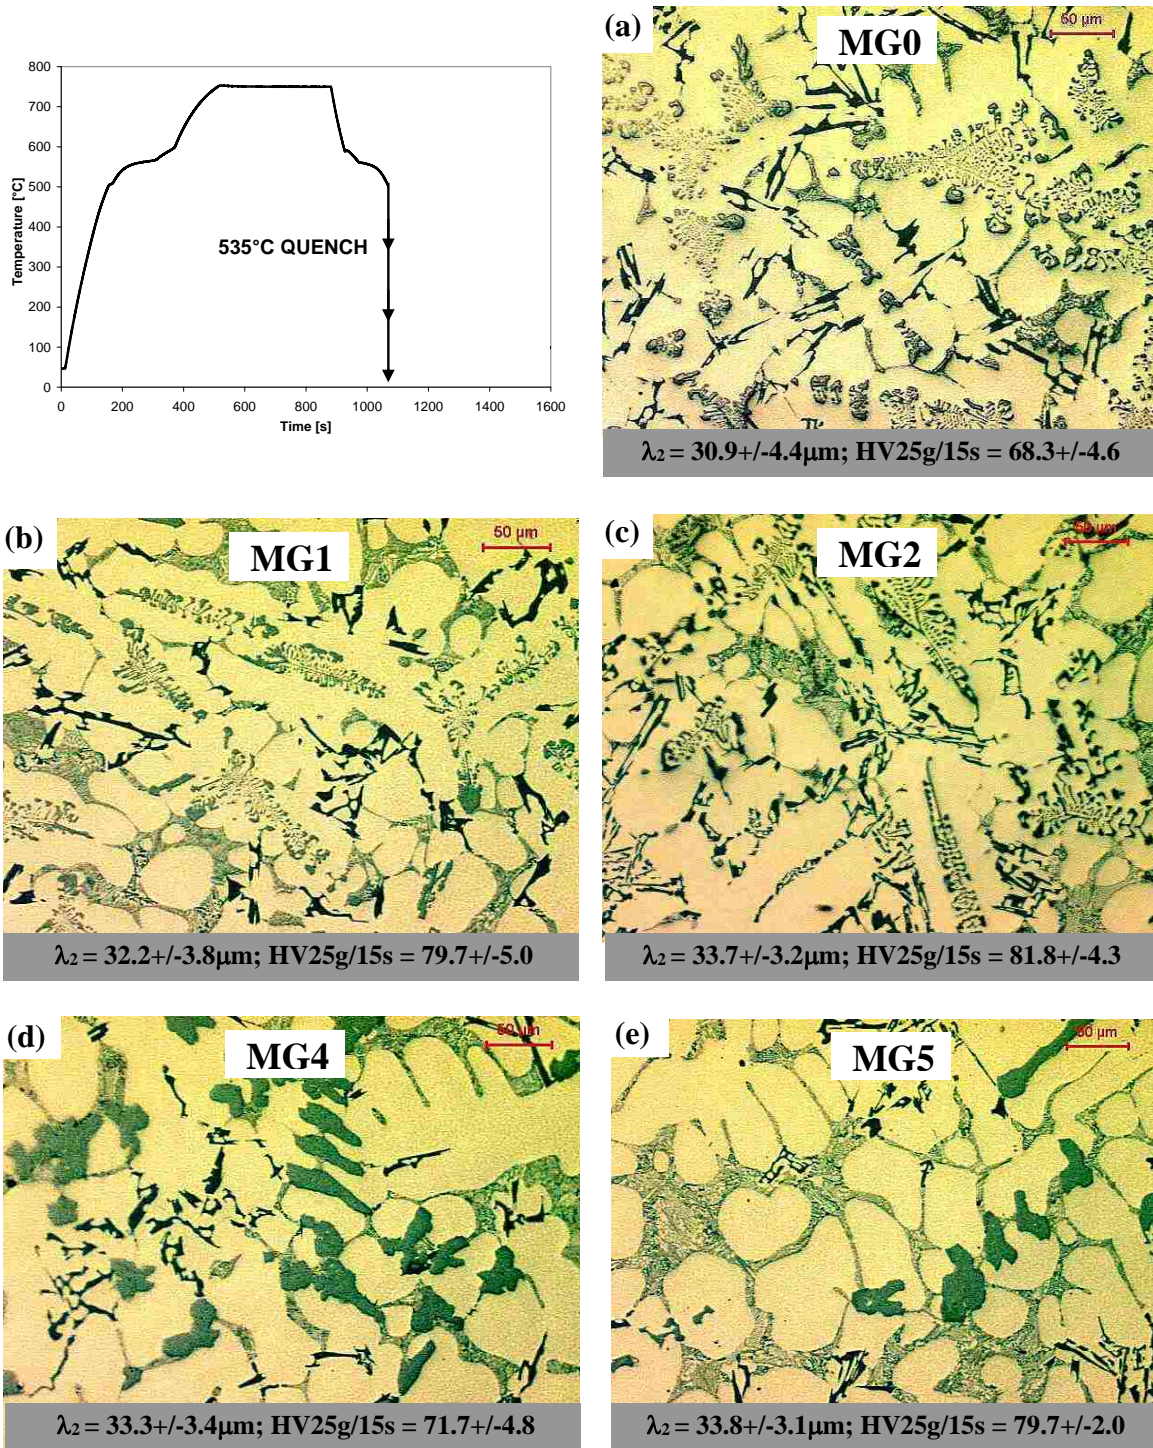 800
700
600
500
400
300
200
100
0
Temperature [°C]
535°C QUENCH
0 200 400 600 800 1000 1200 1400 1600
Time [s]
(a)
MG0
50 µm
λ2 = 30.9+/-4.4µm; HV25g/15s = 68.3+/-4.6
(b)
MG1
50 µm
λ2 = 32.2+/-3.8µm; HV25g/15s = 79.7+/-5.0
(c)
MG2
50 µm
λ2 = 33.7+/-3.2µm; HV25g/15s = 81.8+/-4.3
(d)
MG4
50 µm
λ2 = 33.3+/-3.4µm; HV25g/15s = 71.7+/-4.8
(e)
MG5
50 µm
λ2 = 33.8+/-3.1µm; HV25g/15s = 79.7+/-2.0